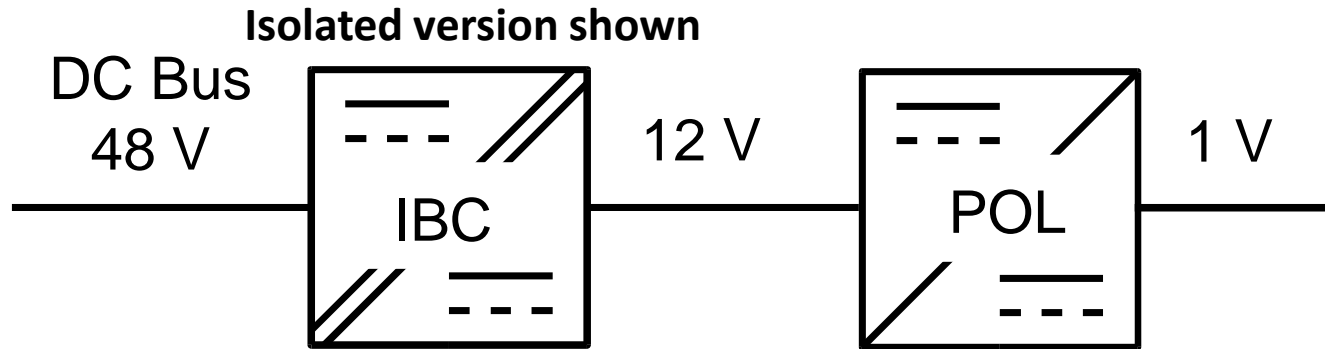 Isolated version shown
DC Bus
48 V
IBC
12 V
POL
1 V